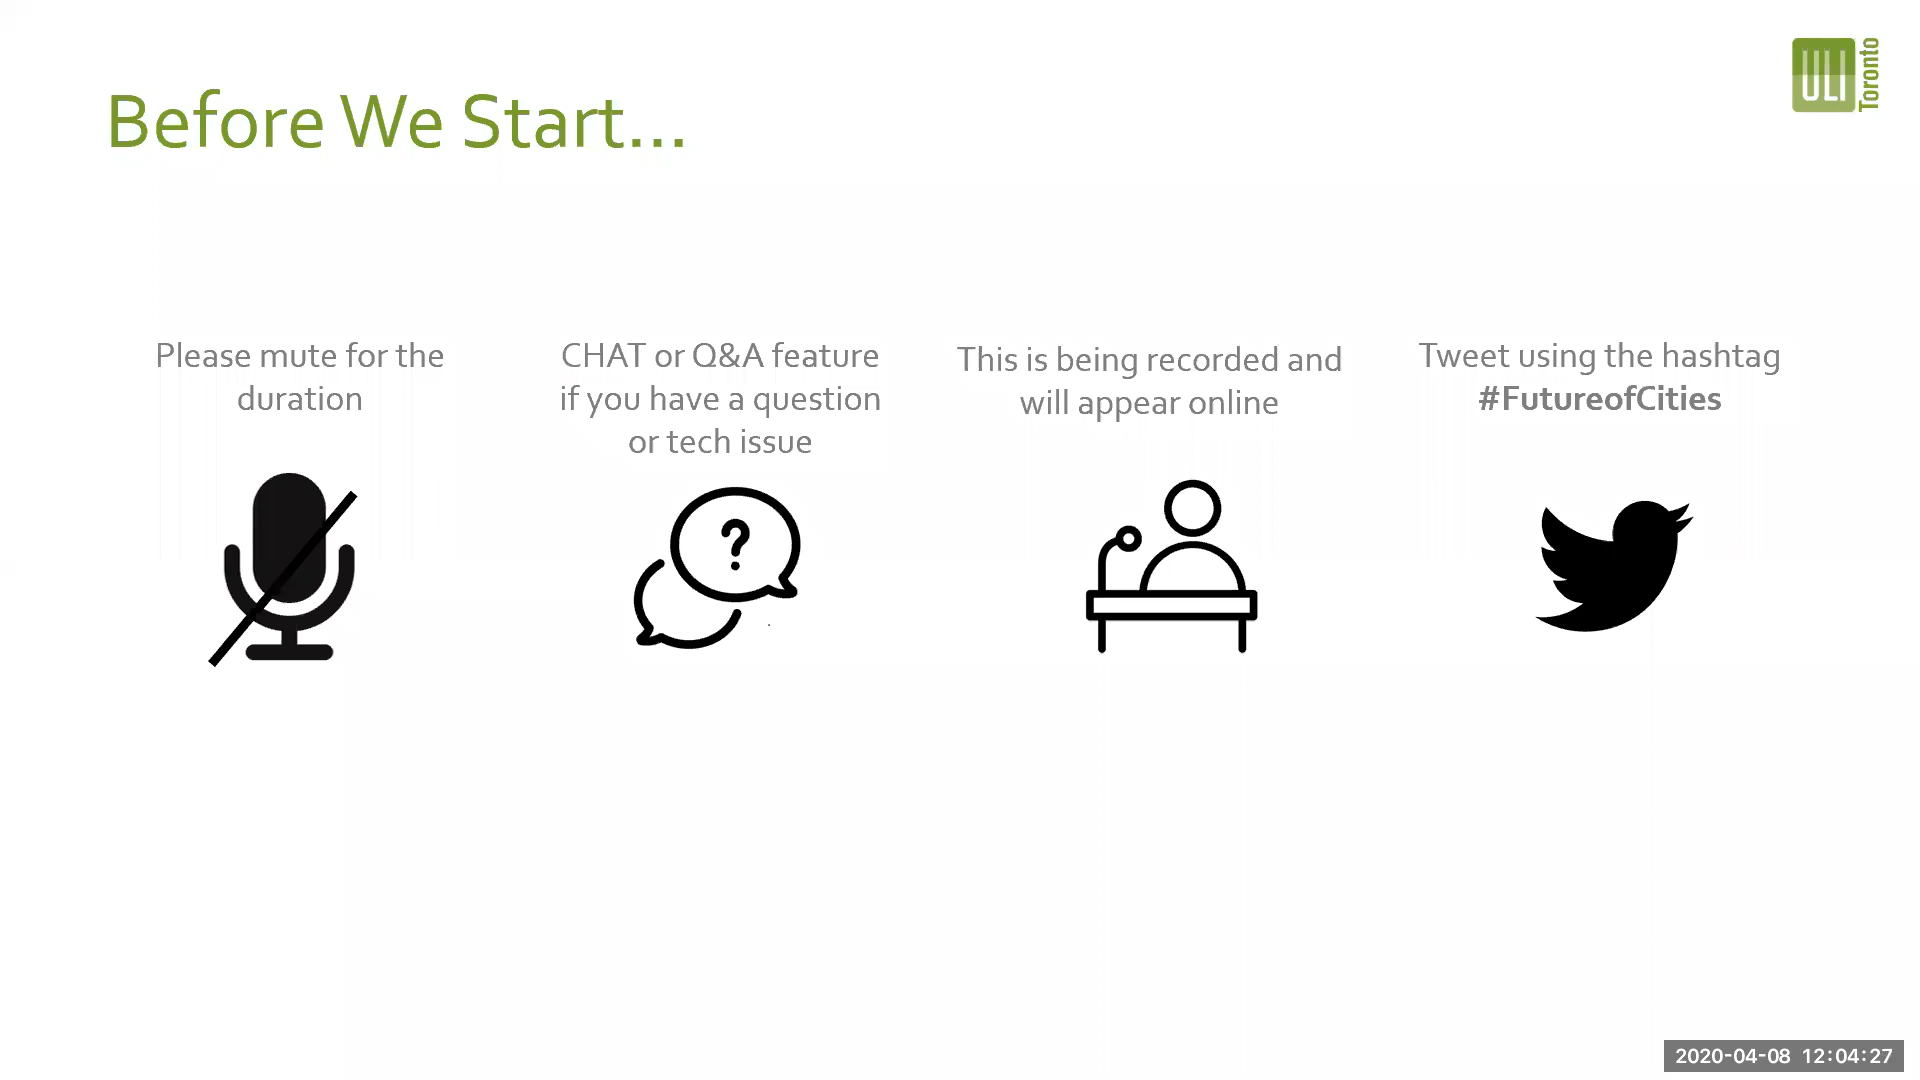 Before We Start...
ULI Toronto
Please mute for the
duration
CHAT or Q&A feature
if you have a question
or tech issue
?
This is being recorded and
will appear online
Tweet using the hashtag
#FutureofCities
2020-04-08 12:04:27